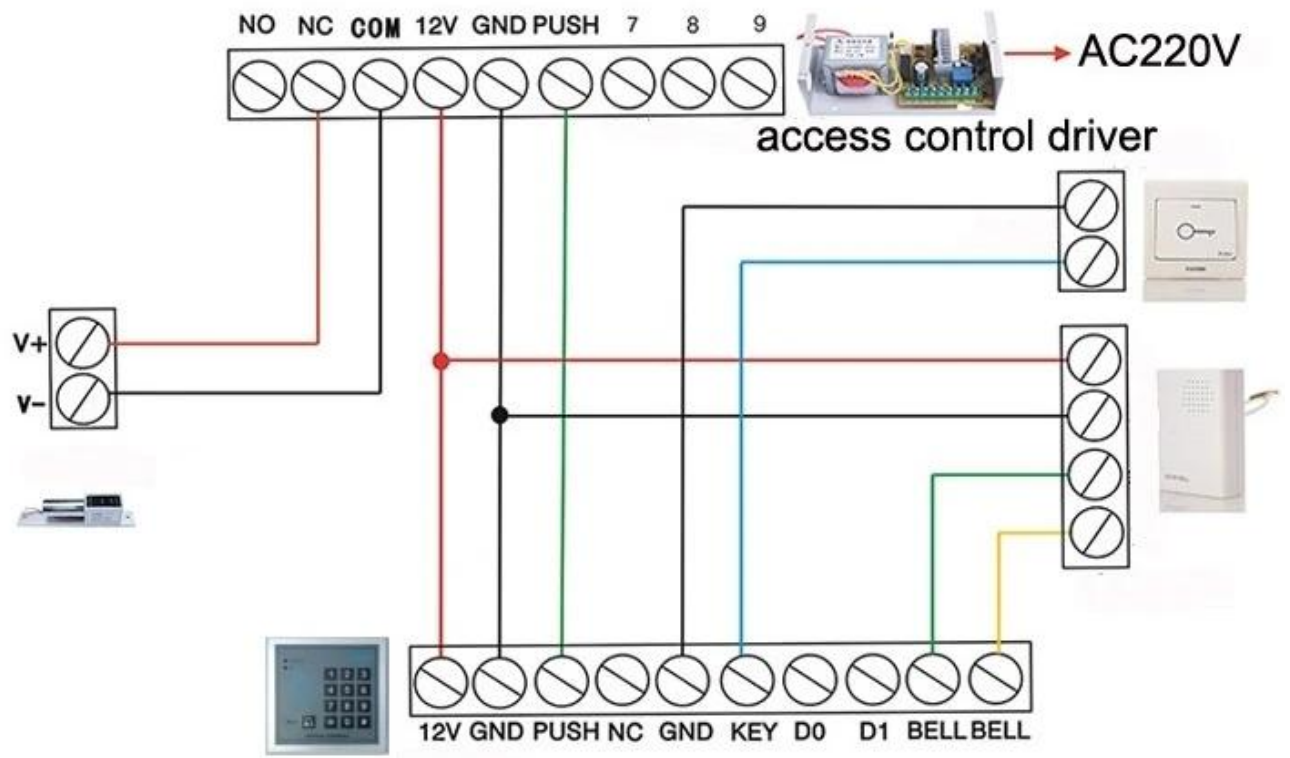 NO NC COM 12V GND PUSH 7 8 9
AC220V
access control driver
V+
V-
12V GND PUSH NC GND KEY D0 D1 BELL BELL